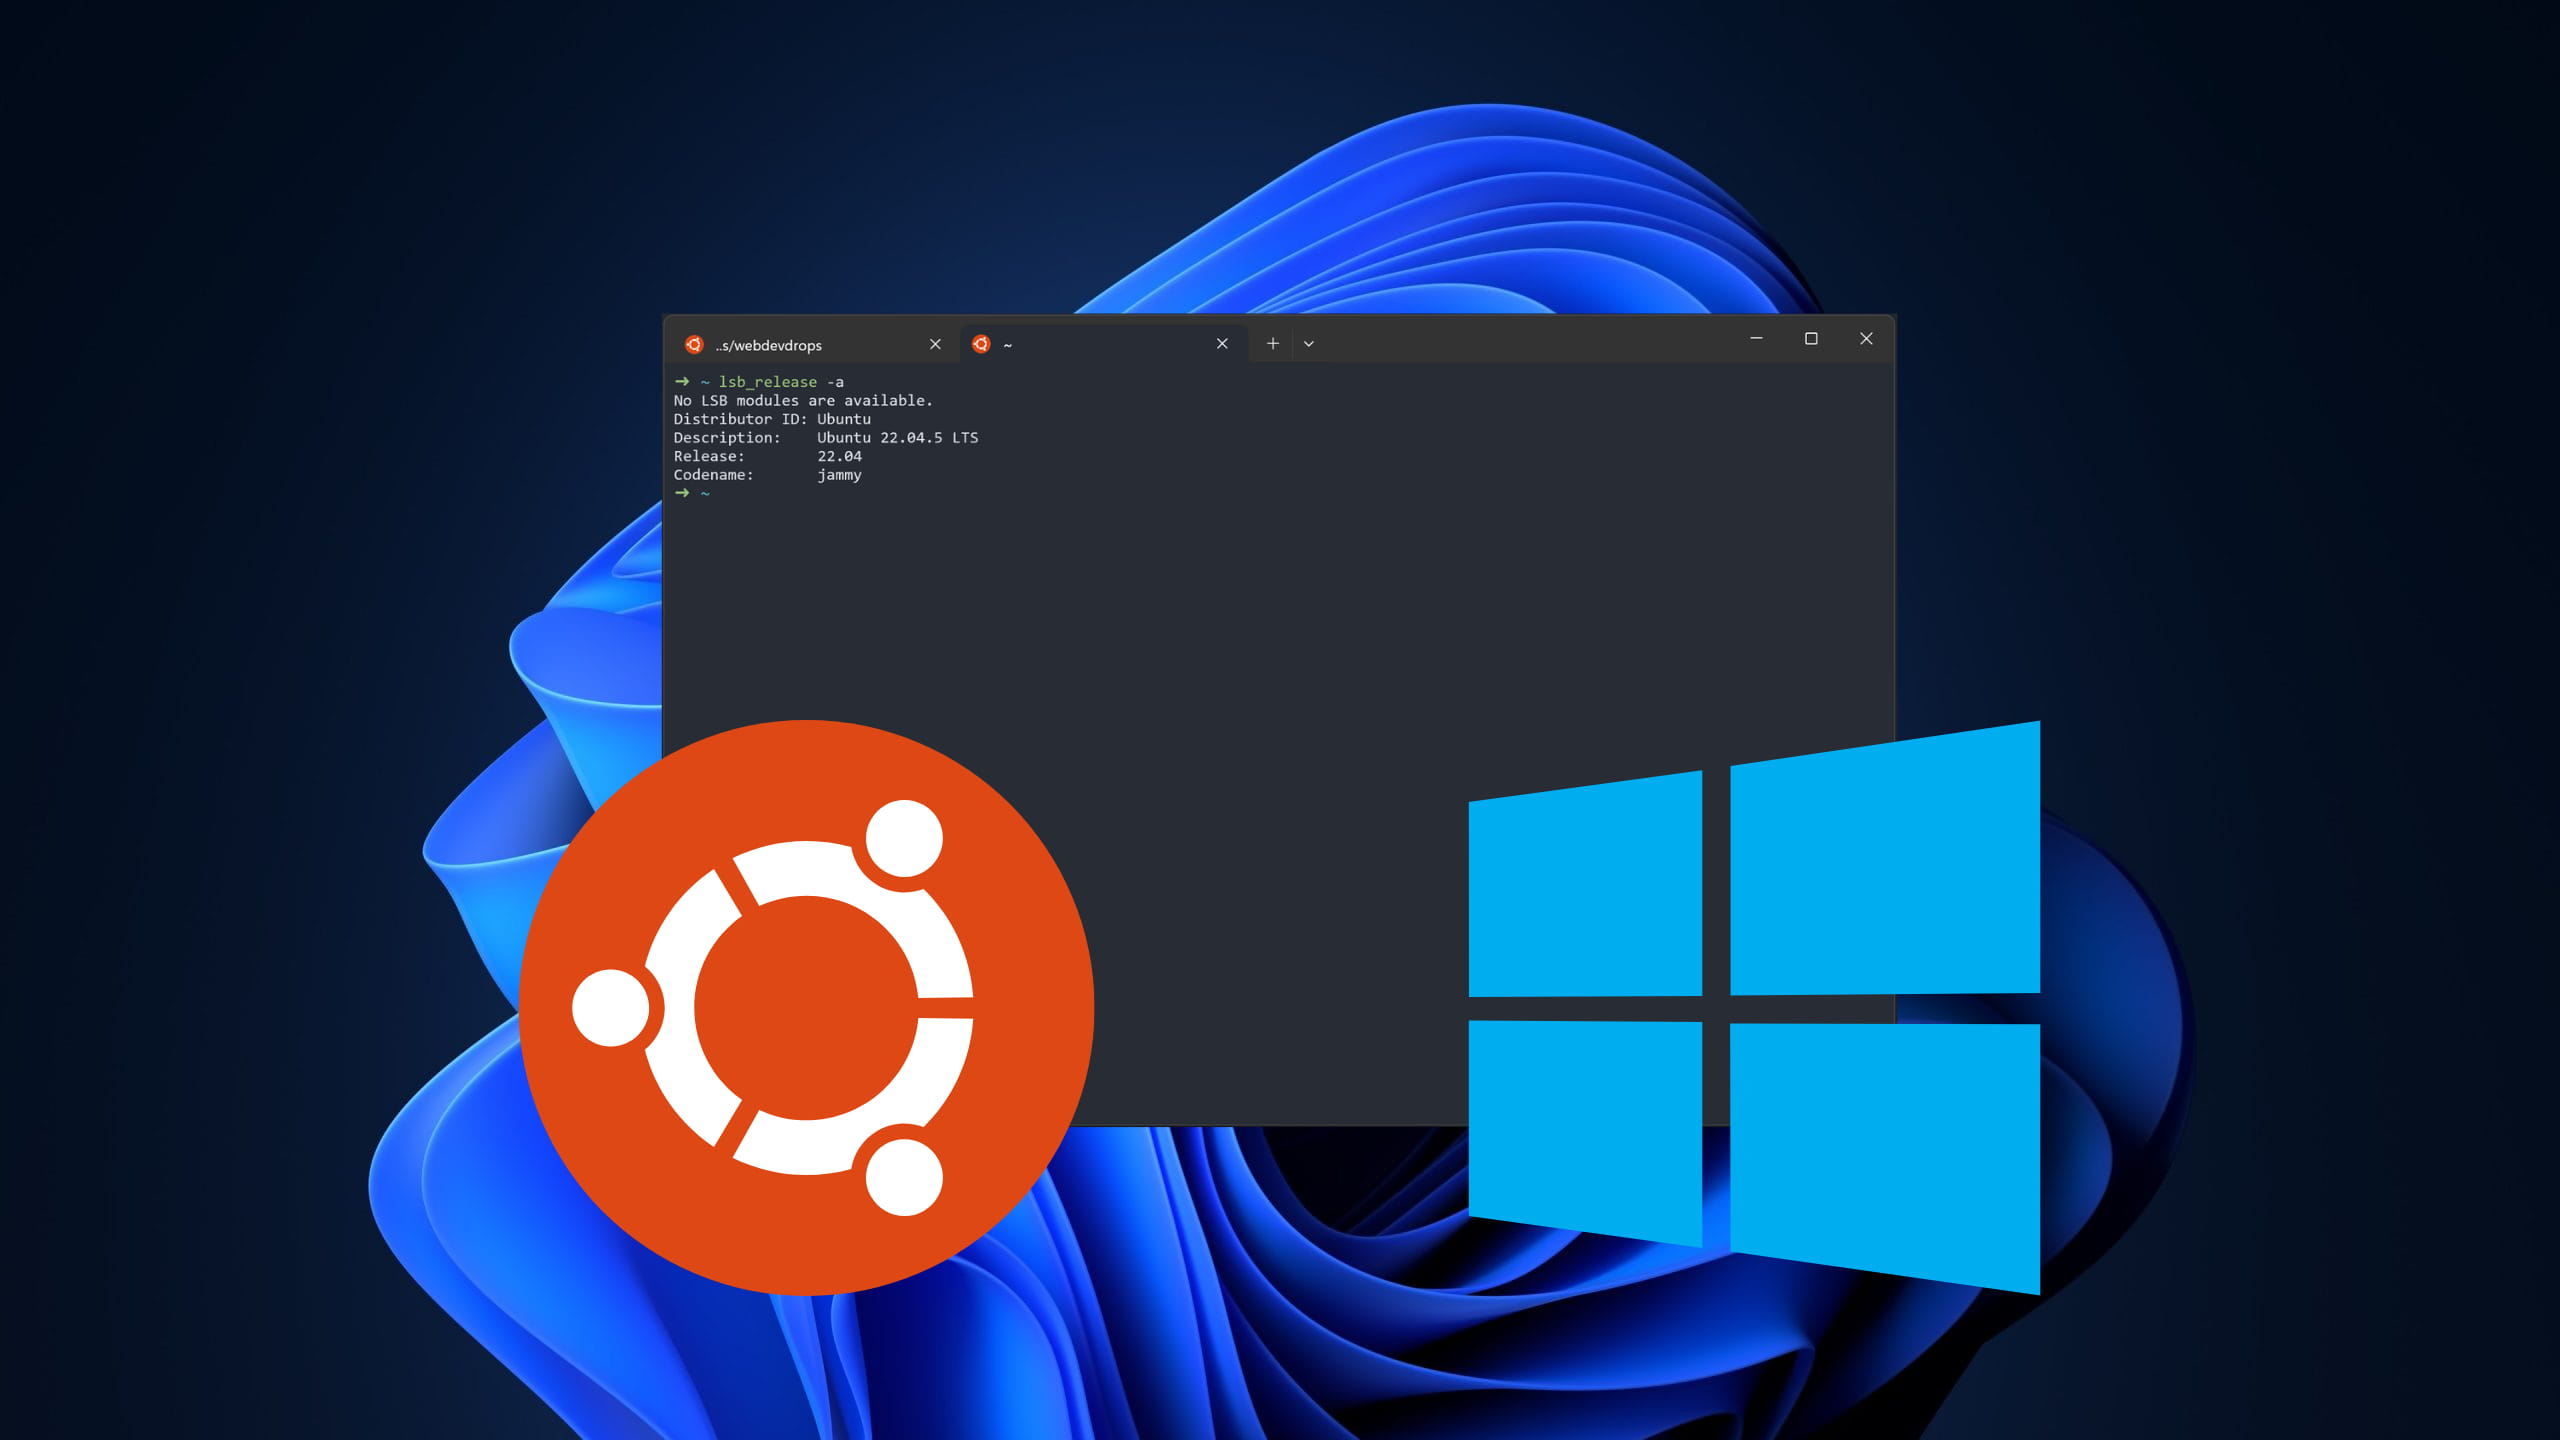 ..s/webdevdrops
~
➜ ~ lsb_release -a
No LSB modules are available.
Distributor ID: Ubuntu
Description:    Ubuntu 22.04.5 LTS
Release:        22.04
Codename:       jammy
➜ ~